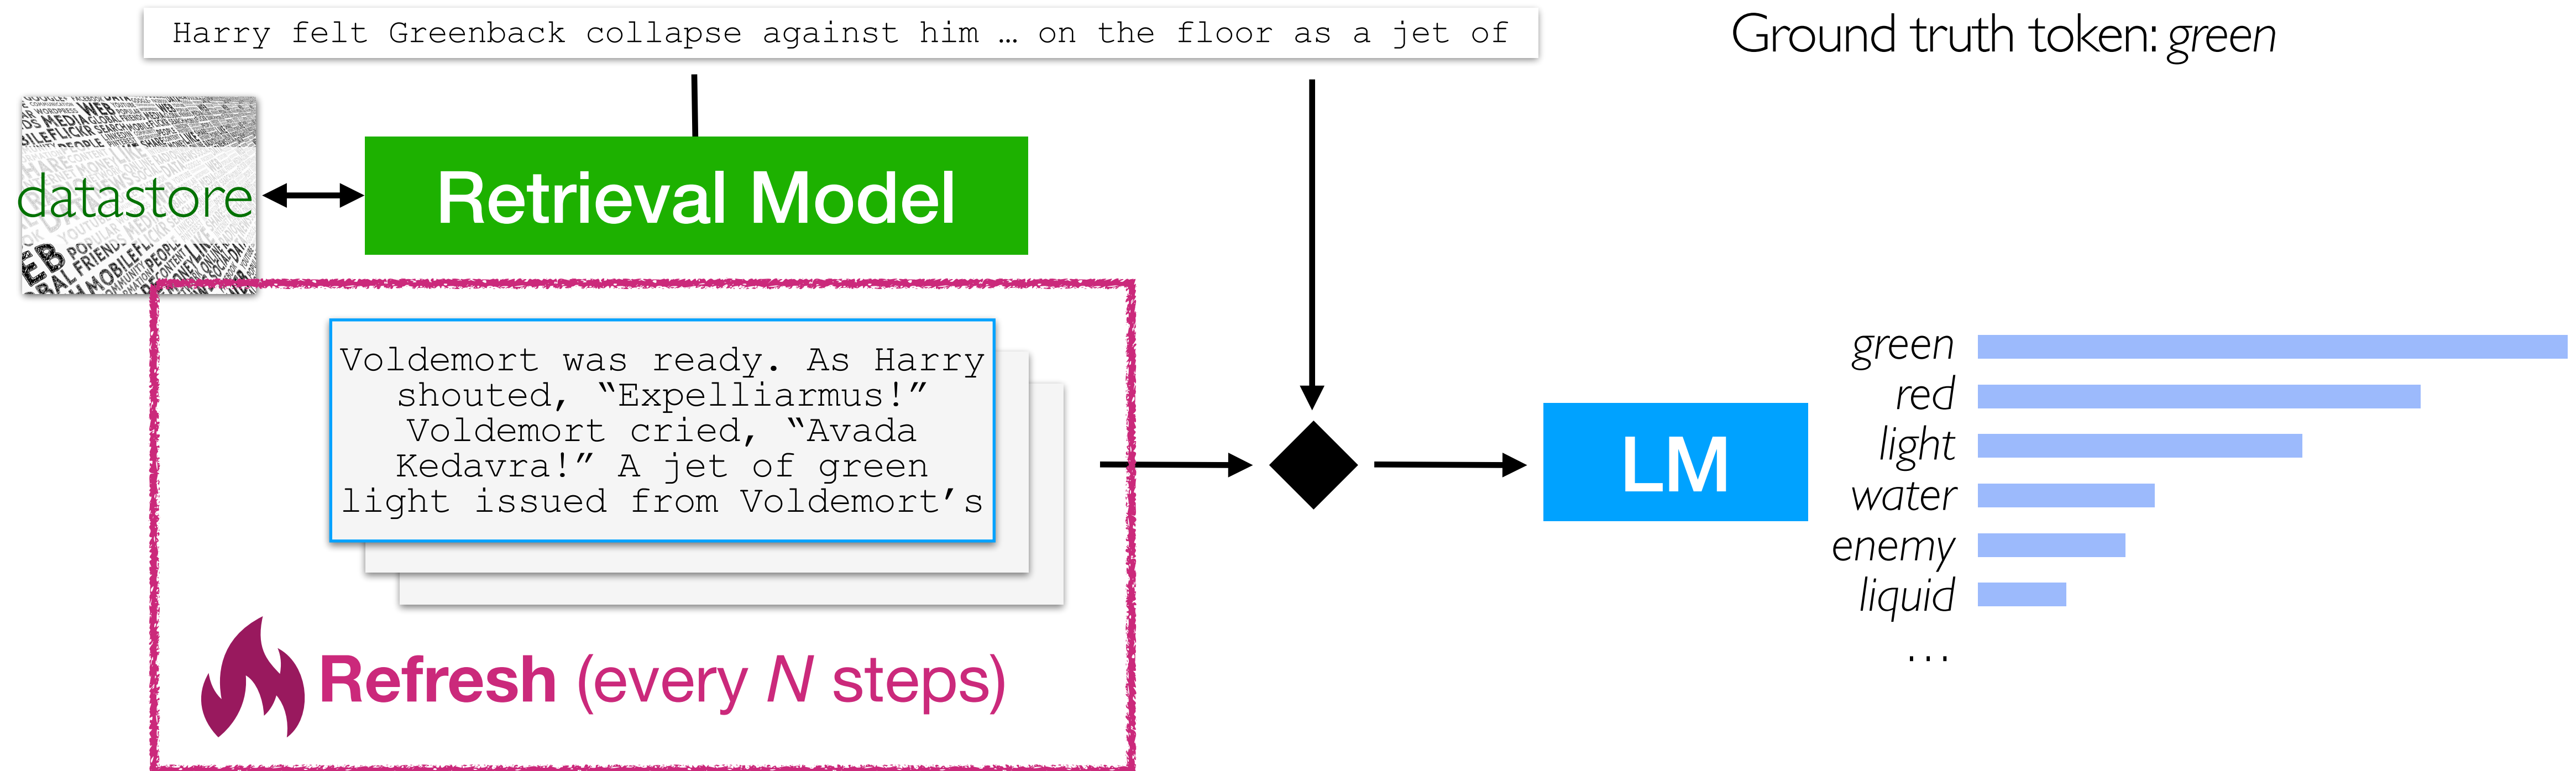 Harry felt Greenback collapse against him … on the floor as a jet of
Ground truth token: green
datastore
Retrieval Model
Voldemort was ready. As Harry
shouted, “Expelliarmus!”
Voldemort cried, “Avada
Kedavra!” A jet of green
light issued from Voldemort’s
Refresh (every N steps)
LM
green
red
light
water
enemy
liquid
...